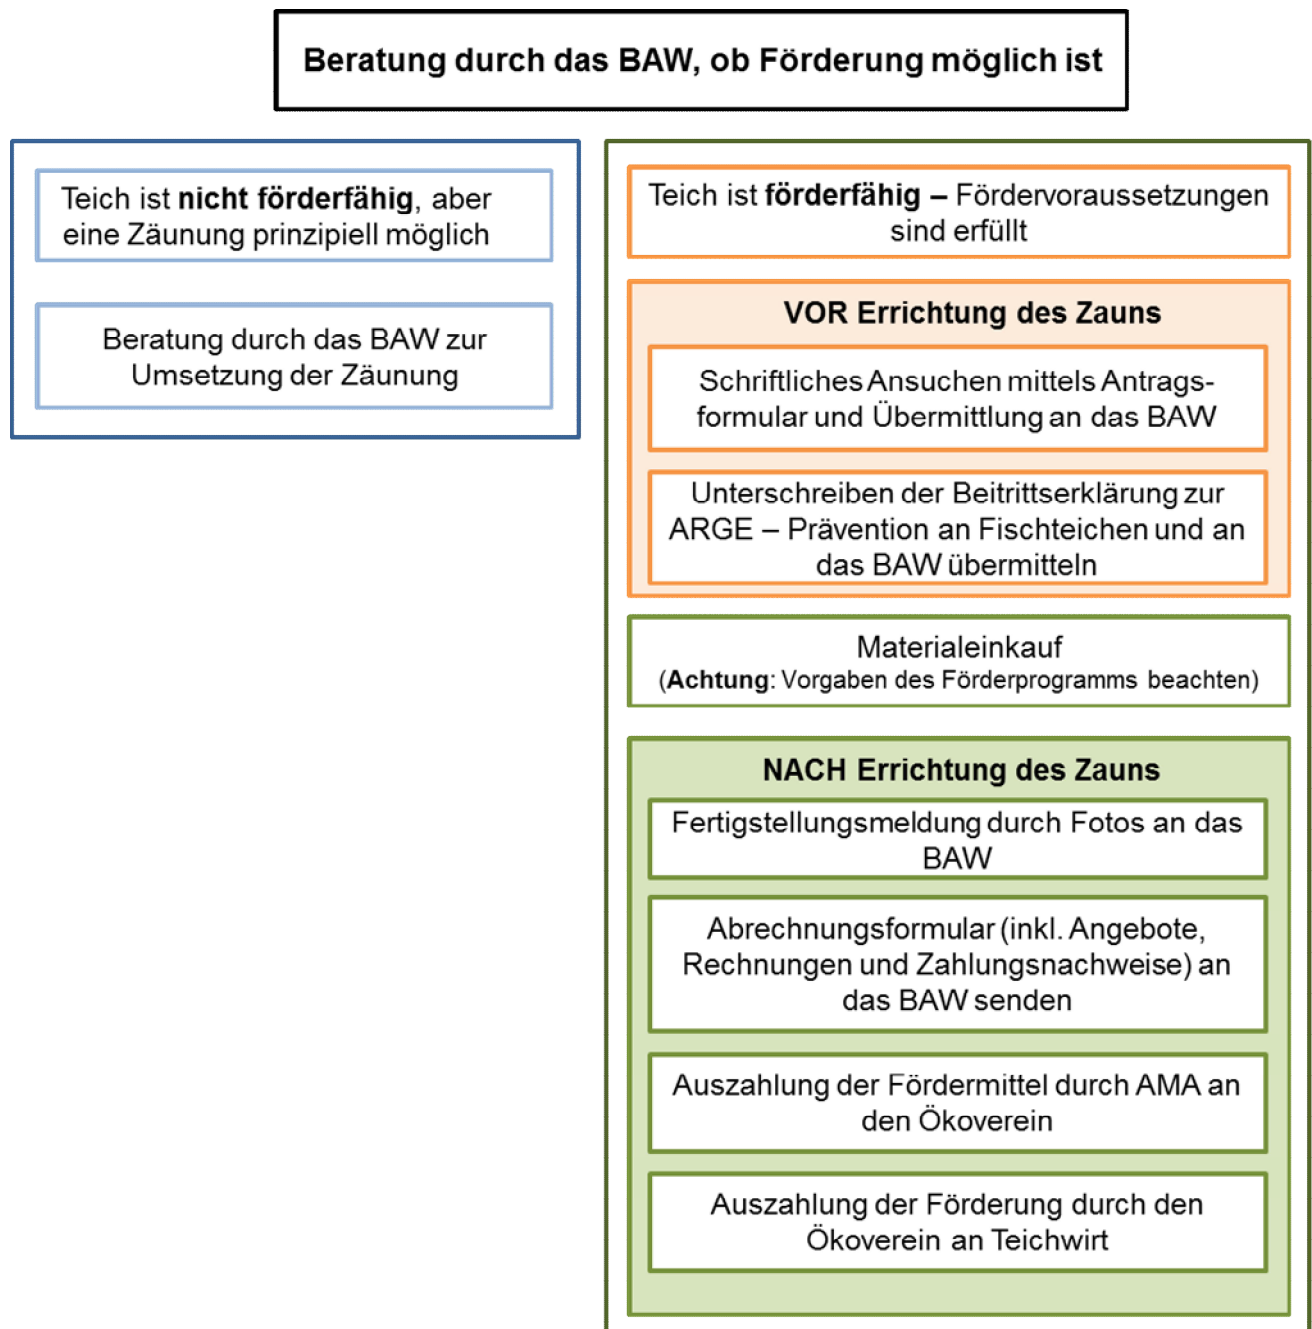 Beratung durch das BAW, ob Förderung möglich ist
Teich ist nicht förderfähig, aber
eine Zäunung prinzipiell möglich
Beratung durch das BAW zur
Umsetzung der Zäunung
Teich ist förderfähig – Fördervoraussetzungen
sind erfüllt
VOR Errichtung des Zauns
Schriftliches Ansuchen mittels Antrags-
formular und Übermittlung an das BAW
Unterschreiben der Beitrittserklärung zur
ARGE – Prävention an Fischteichen und an
das BAW übermitteln
Materialeinkauf
(Achtung: Vorgaben des Förderprogramms beachten)
NACH Errichtung des Zauns
Fertigstellungsmeldung durch Fotos an das
BAW
Abrechnungsformular (inkl. Angebote,
Rechnungen und Zahlungsnachweise) an
das BAW senden
Auszahlung der Fördermittel durch AMA an
den Ökoverein
Auszahlung der Förderung durch den
Ökoverein an Teichwirt